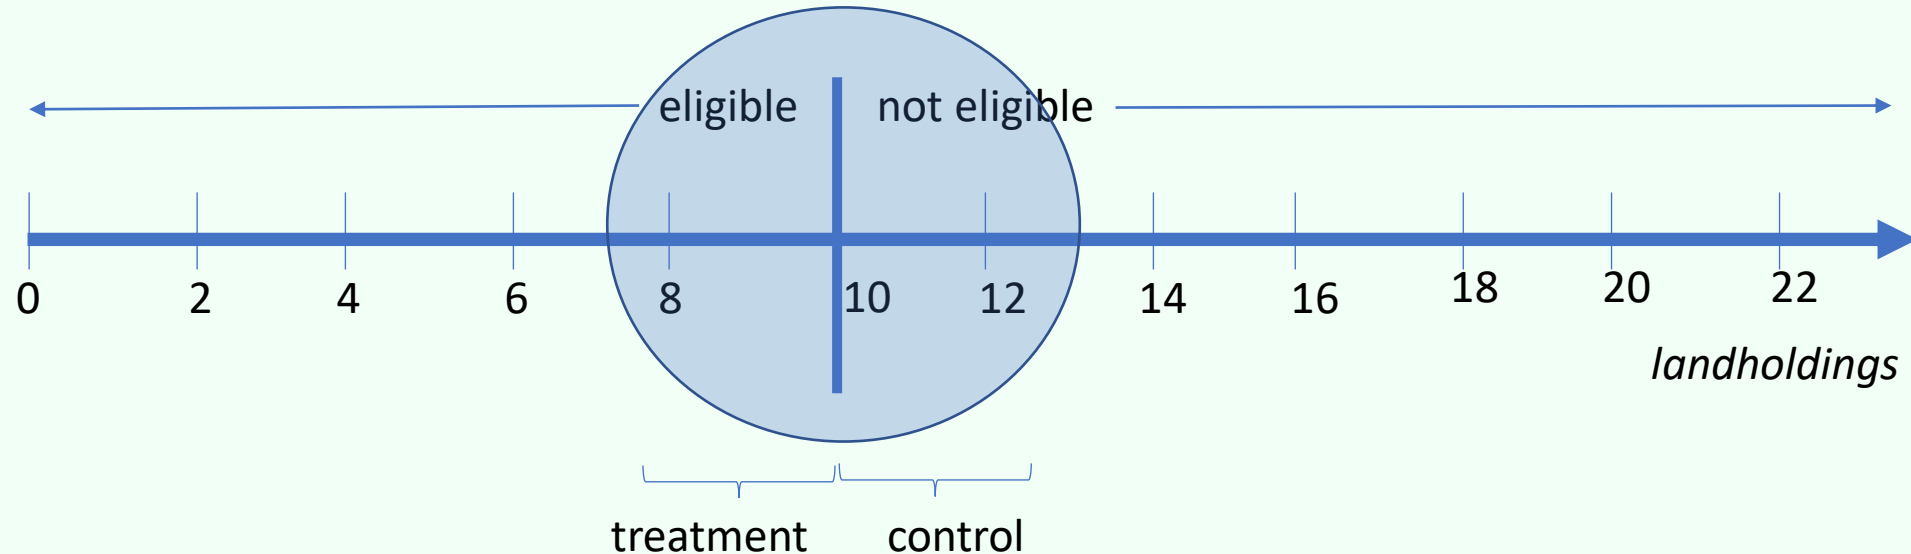 eligible not eligible
0 2 4 6 8 10 12 14 16 18 20 22
landholdings
treatment control